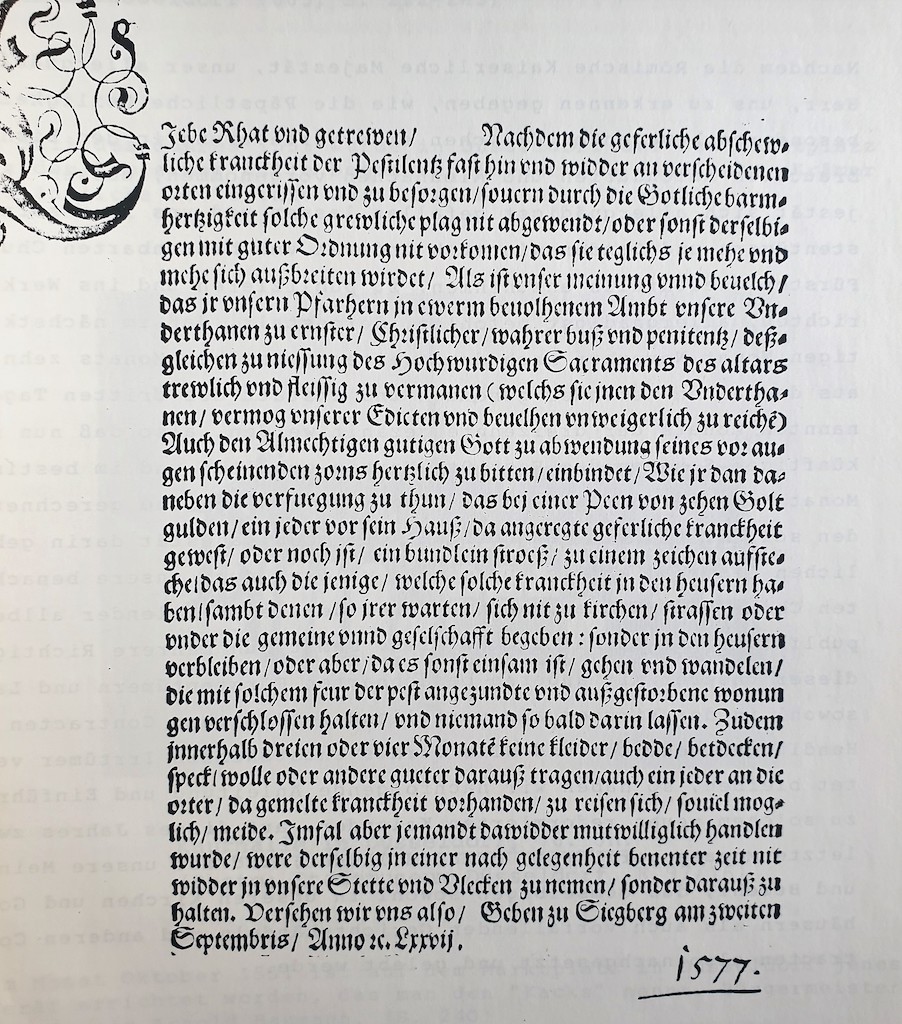 Jebe Rhat vnd getrewen/ Nachdem die geferliche abschew⸗
liche kranckheit der Pestilentz fast hin vnd widder an verscheidenen
orten eingerissen vnd zu besorgen/ souern durch die Gotliche barm⸗
hertzigkeit solche grewliche plag nit abgewendt/ oder sonst derselbi⸗
gen mit guter Ordnung nit vorkomen/ das sie teglichs je mehe vnd
mehe sich außbreiten wirdet/ Als ist vnser meinung vnnd beuelch/
das jr vnsern Pfarhern in ewerm beuolhenem Ambt vnsere Vn⸗
derthanen zu ernster/ Christlicher/ wahrer buß vnd penitentz/ deß⸗
gleichen zu niessung des Hochwurdigen Sacraments des altars
trewlich vnd fleissig zu vermanen (welchs sie jnen den Vndertha⸗
nen/ vermog vnserer Edicten vnd beuelhen vnweigerlich zu reichẽ)
Auch den Almechtigen gutigen Gott zu abwendung seines vor au⸗
gen scheinenden zorns hertzlich zu bitten/ einbindet/ Wie jr dan da⸗
neben die verfuegung zu thun/ das bej einer Peen von zehen Golt
gulden/ ein jeder vor sein Hauß/ da angeregte geferliche kranckheit
gewest/ oder noch ist/ ein bundlein stroeß/ zu einem zeichen auffste⸗
che/ das auch die jenige/ welche solche kranckheit in den heusern ha⸗
ben/ sambt denen/ so jrer warten/ sich nit zu kirchen/ strassen oder
vnder die gemeine vnnd geselschafft begeben: sonder in den heusern
verbleiben/ oder aber/ da es sonst einsam ist/ gehen vnd wandelen/
die mit solchem feur der pest angezundte vnd außgestorbene wonun
gen verschlossen halten/ vnd niemand so bald darin lassen. Zudem
jnnerhalb dreien oder vier Monatẽ keine kleider/ bedde/ betdecken/
speck/ wolle oder andere gueter darauß tragen/ auch ein jeder an die
orter/ da gemelte kranckheit vorhanden/ zu reisen sich/ souiel mog⸗
lich/ meide. Imfal aber jemandt dawidder mutwilliglich handlen
wurde/ were derselbig in einer nach gelegenheit benenter zeit nit
widder jn vnsere Stette vnd Vlecken zu nemen/ sonder darauß zu
halten. Versehen wir vns also/ Geben zu Siegberg am zweiten
Septembris/ Anno ꝛc. Lxxvij.
1577.